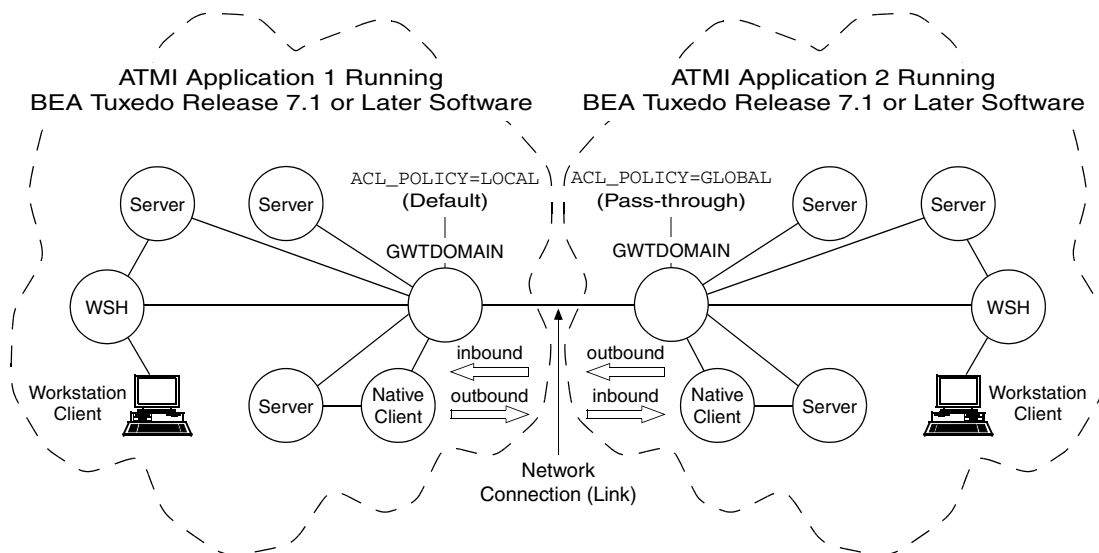 ATMI Application 1 Running
BEA Tuxedo Release 7.1 or Later Software
ATMI Application 2 Running
BEA Tuxedo Release 7.1 or Later Software
ACL_POLICY=LOCAL
(Default)
ACL_POLICY=GLOBAL
(Pass-through)
Server
Server
Server
Server
GWTDOMAIN
GWTDOMAIN
WSH
WSH
inbound
outbound
outbound
inbound
Workstation
Client
Server
Native
Client
Native
Client
Server
Workstation
Client
Network
Connection (Link)